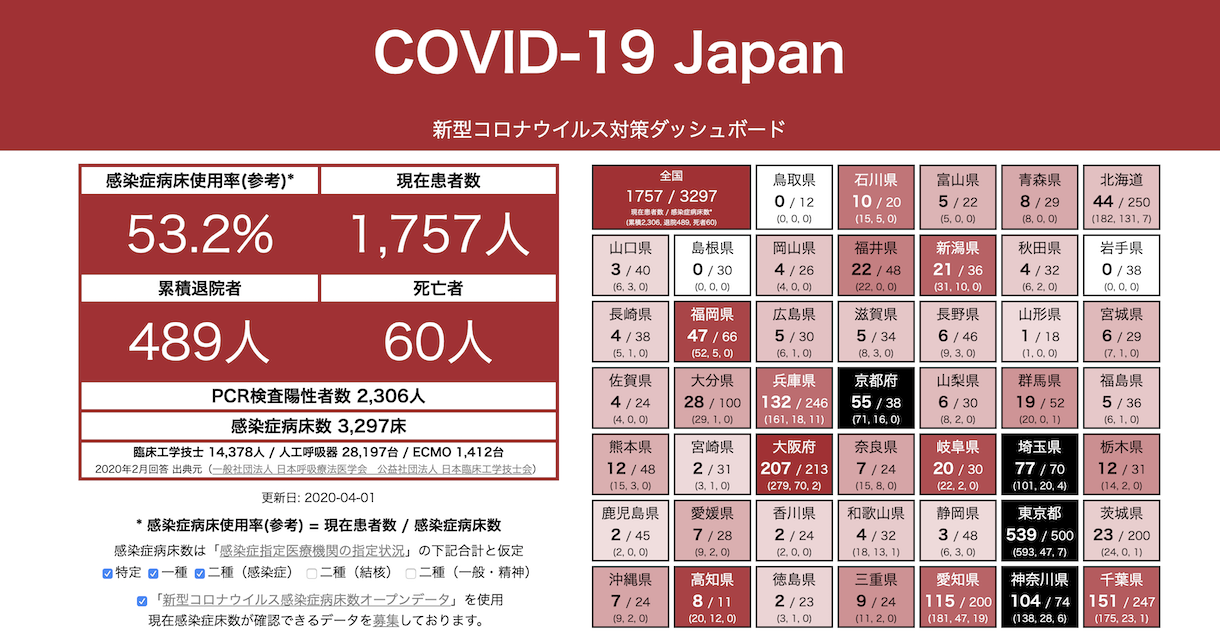 COVID-19 Japan
新型コロナウイルス対策ダッシュボード
感染症病床使用率(参考)*
現在患者数
53.2%
1,757人
累積退院者
死亡者
489人
60人
PCR検査陽性者数 2,306人
感染症病床数 3,297床
臨床工学技士 14,378人 / 人工呼吸器 28,197台 / ECMO 1,412台
2020年2月回答 出典元 (一般社団法人 日本呼吸療法医学会 公益社団法人 日本臨床工学技士会)
更新日: 2020-04-01
* 感染症病床使用率(参考) = 現在患者数 / 感染症病床数
感染症病床数は「感染症指定医療機関の指定状況」の下記合計と仮定
特定 一種 二種（感染症） 二種（結核） 二種（一般・精神）
「新型コロナウイルス感染症病床数オープンデータ」を使用
現在感染症床数が確認できるデータを募集しております。
全国
1757 / 3297
現在患者数 / 感染症病床数*
(累積2,306, 退院489, 死者60)
鳥取県
0 / 12
(0, 0, 0)
石川県
10 / 20
(15, 5, 0)
富山県
5 / 22
(5, 0, 0)
青森県
8 / 29
(8, 0, 0)
北海道
44 / 250
(182, 131, 7)
山口県
3 / 40
(6, 3, 0)
島根県
0 / 30
(0, 0, 0)
岡山県
4 / 26
(4, 0, 0)
福井県
22 / 48
(22, 0, 0)
新潟県
21 / 36
(31, 10, 0)
秋田県
4 / 32
(6, 2, 0)
岩手県
0 / 38
(0, 0, 0)
長崎県
4 / 38
(5, 1, 0)
福岡県
47 / 66
(52, 5, 0)
広島県
5 / 30
(6, 1, 0)
滋賀県
5 / 34
(8, 3, 0)
長野県
6 / 46
(9, 3, 0)
山形県
1 / 18
(1, 0, 0)
宮城県
6 / 29
(7, 1, 0)
佐賀県
4 / 24
(4, 0, 0)
大分県
28 / 100
(29, 1, 0)
兵庫県
132 / 246
(161, 18, 11)
京都府
55 / 38
(71, 16, 0)
山梨県
6 / 30
(8, 2, 0)
群馬県
19 / 52
(20, 0, 1)
福島県
5 / 36
(6, 1, 0)
熊本県
12 / 48
(15, 3, 0)
宮崎県
2 / 31
(3, 1, 0)
大阪府
207 / 213
(279, 70, 2)
奈良県
7 / 24
(15, 8, 0)
岐阜県
20 / 30
(22, 2, 0)
埼玉県
77 / 70
(101, 20, 4)
栃木県
12 / 31
(14, 2, 0)
鹿児島県
2 / 45
(2, 0, 0)
愛媛県
7 / 28
(9, 2, 0)
香川県
2 / 24
(2, 0, 0)
和歌山県
4 / 32
(18, 13, 1)
静岡県
3 / 48
(6, 3, 0)
東京都
539 / 500
(593, 47, 7)
茨城県
23 / 200
(24, 0, 1)
沖縄県
7 / 24
(9, 2, 0)
高知県
8 / 11
(20, 12, 0)
徳島県
2 / 23
(3, 1, 0)
三重県
9 / 24
(11, 2, 0)
愛知県
115 / 200
(181, 47, 19)
神奈川県
104 / 74
(138, 28, 6)
千葉県
151 / 247
(175, 23, 1)